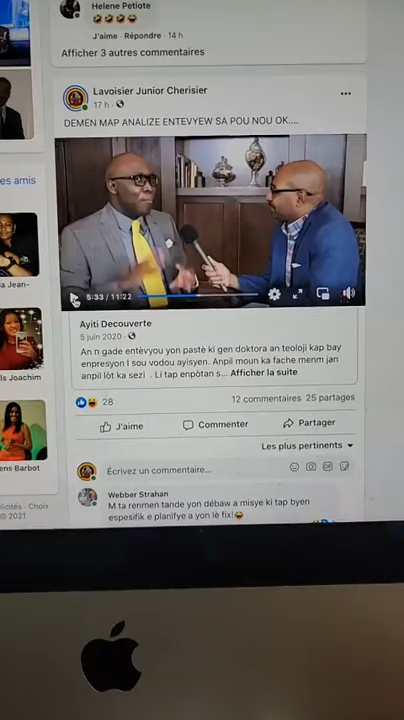 Helene Petiote
J'aime · Répondre · 14 h
Afficher 3 autres commentaires
Lavoisier Junior Cherisier
17 h ·
DEMEN MAP ANALIZE ENTEVYEW SA POU NOU OK....
es amis
5:33 / 11:22
la Jean-
Ayiti Decouverte
5 juin 2020 ·
An n gade entèvyou yon pastè ki gen doktora an teoloji kap bay
enpresyon l sou vodou ayisyen. Anpil moun ka fache menm jan
anpil lòt ka sezi . Li tap enpòtan s... Afficher la suite
is Joachim
28
12 commentaires 25 partages
J'aime
Commenter
Partager
Les plus pertinents
ens Barbot
Écrivez un commentaire...
GIF
Webber Strahan
M ta renmen tande yon débaw a misye ki tap byen
espesifik e planifye a yon lè fix!
licités · Choix
© 2021